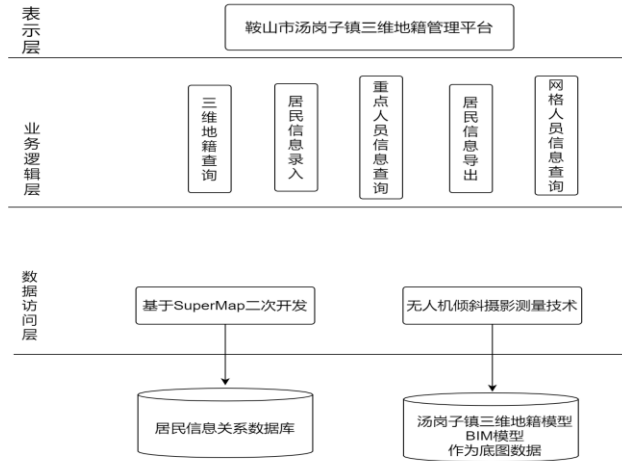 表示层
鞍山市汤岗子镇三维地籍管理平台
业务逻辑层
三维地籍查询
居民信息录入
重点人员信息查询
居民信息导出
网格人员信息查询
数据访问层
基于SuperMap二次开发
无人机倾斜摄影测量技术
居民信息关系数据库
汤岗子镇三维地籍模型
BIM模型
作为底图数据